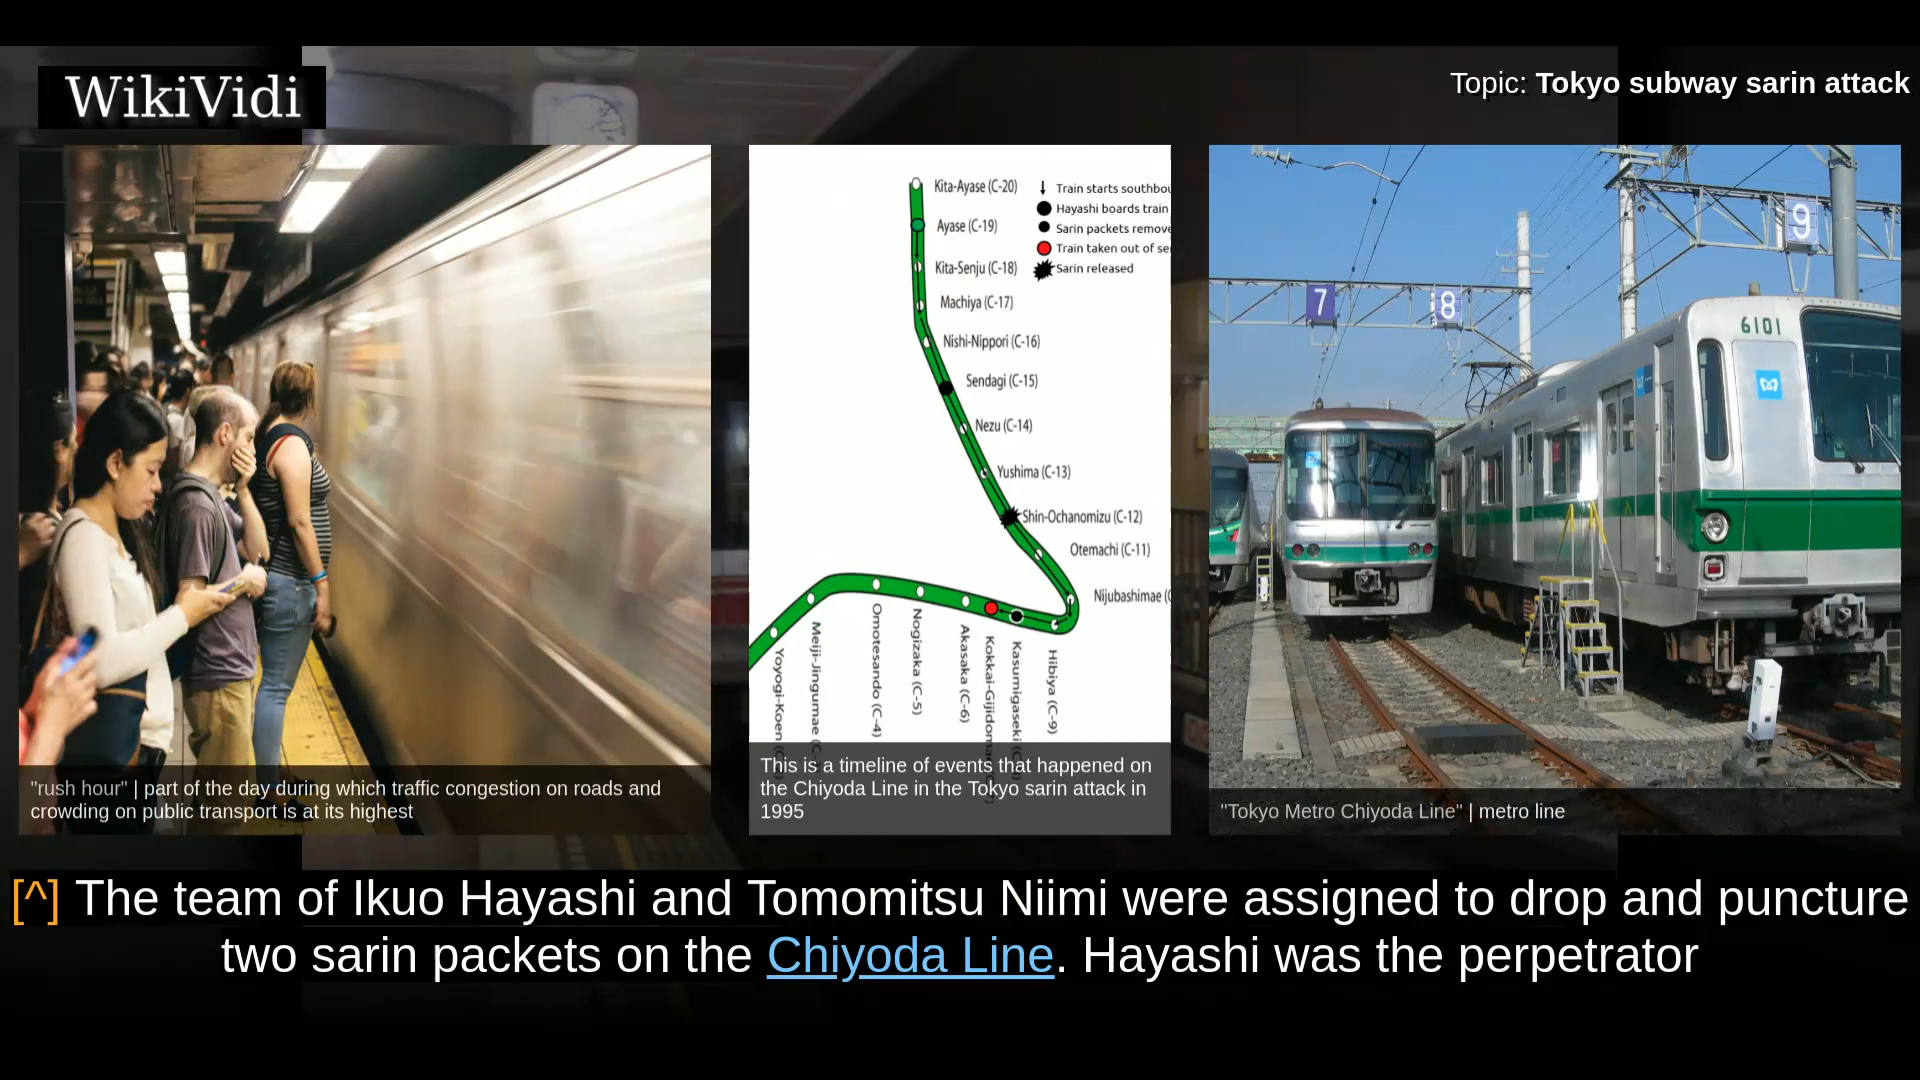 WikiVidi
Topic: Tokyo subway sarin attack
"rush hour" | part of the day during which traffic congestion on roads and
crowding on public transport is at its highest
Kita-Ayase (C-20)
Ayase (C-19)
Kita-Senju (C-18)
Machiya (C-17)
Nishi-Nippori (C-16)
Sendagi (C-15)
Nezu (C-14)
Yushima (C-13)
Shin-Ochanomizu (C-12)
Otemachi (C-11)
Nijubashimae (
Train starts southbou
Hayashi boards train
Sarin packets remove
Train taken out of se
Sarin released
Yoyogi-Koen
Meiji-Jingumae
Omotesando (C-4)
Nogizaka (C-5)
Akasaka (C-6)
Kokkai-Gijidoma
Kasumigaseki
Hibiya (C-9)
This is a timeline of events that happened on
the Chiyoda Line in the Tokyo sarin attack in
1995
7
8
9
6101
"Tokyo Metro Chiyoda Line" | metro line
[^] The team of Ikuo Hayashi and Tomomitsu Niimi were assigned to drop and puncture
two sarin packets on the Chiyoda Line. Hayashi was the perpetrator